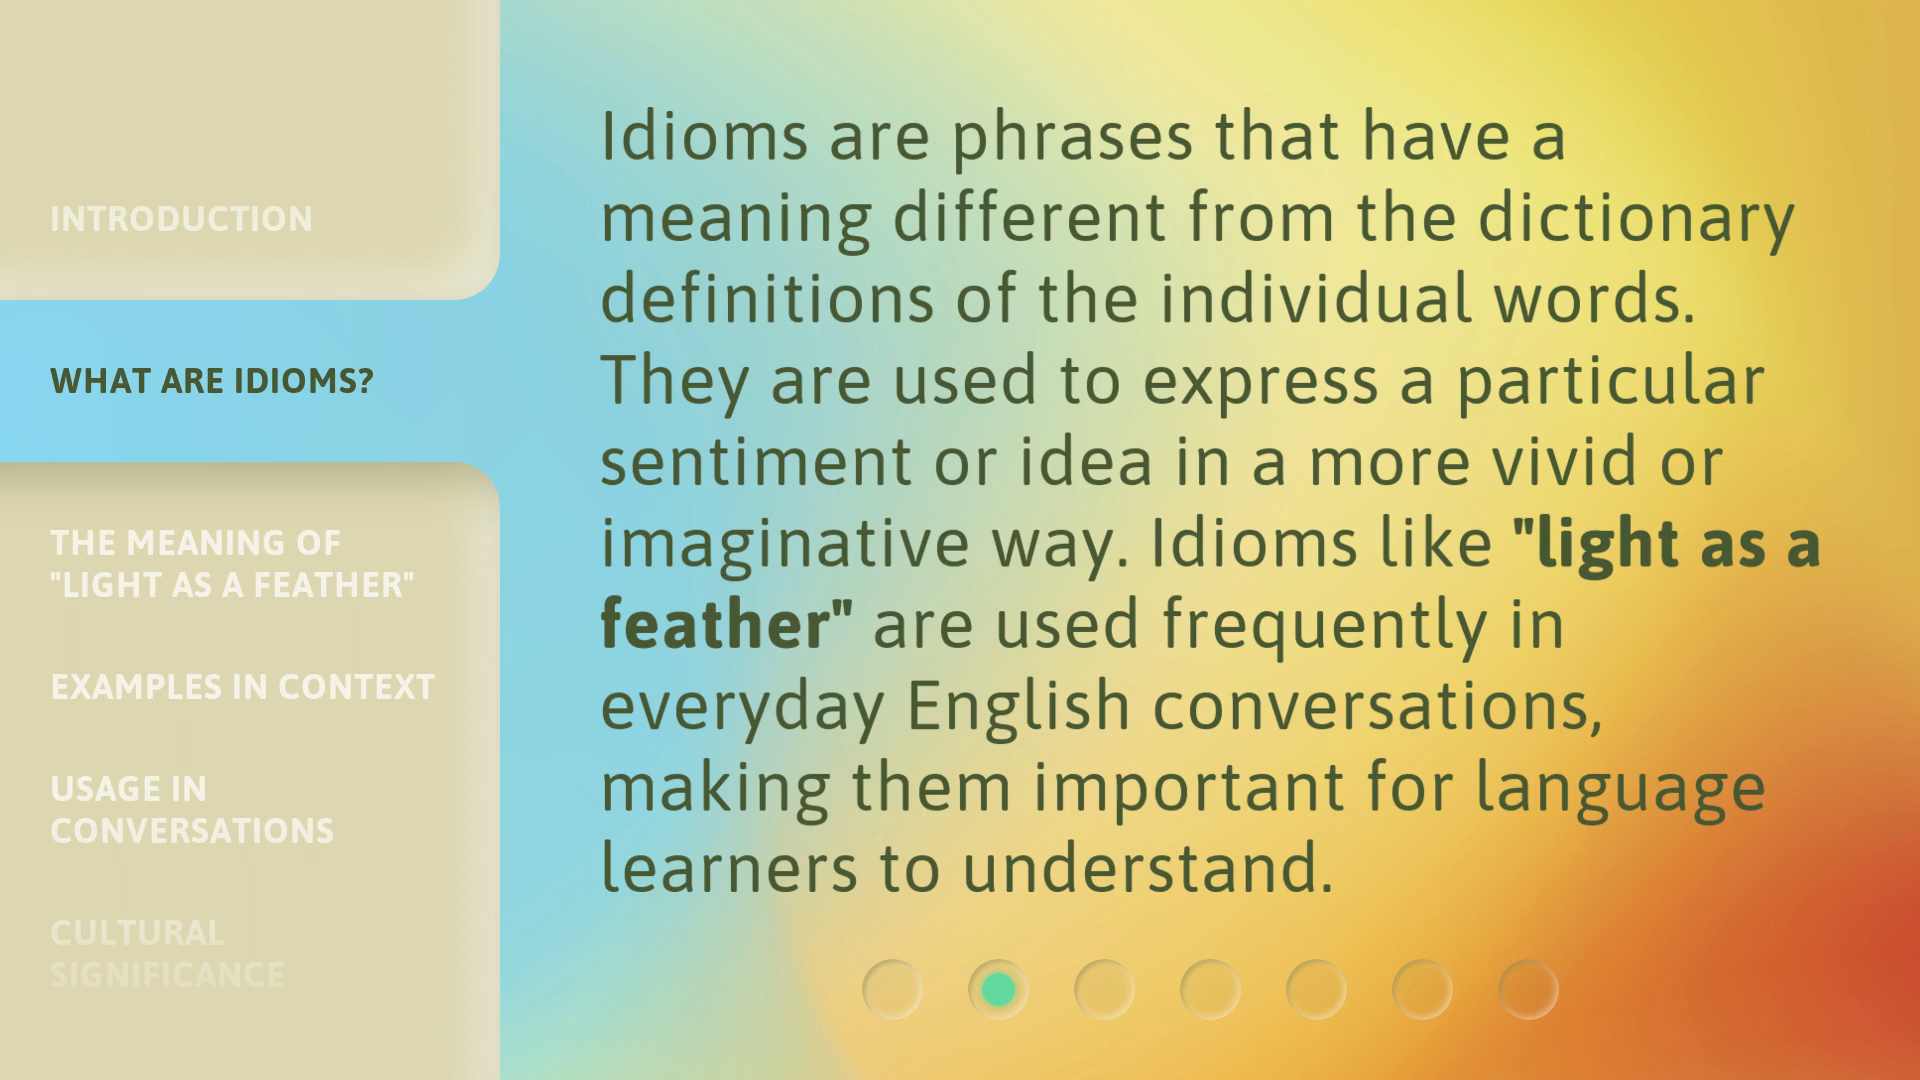 INTRODUCTION
WHAT ARE IDIOMS?
THE MEANING OF
"LIGHT AS A FEATHER"
EXAMPLES IN CONTEXT
USAGE IN
CONVERSATIONS
CULTURAL
SIGNIFICANCE
Idioms are phrases that have a
meaning different from the dictionary
definitions of the individual words.
They are used to express a particular
sentiment or idea in a more vivid or
imaginative way. Idioms like "light as a
feather" are used frequently in
everyday English conversations,
making them important for language
learners to understand.